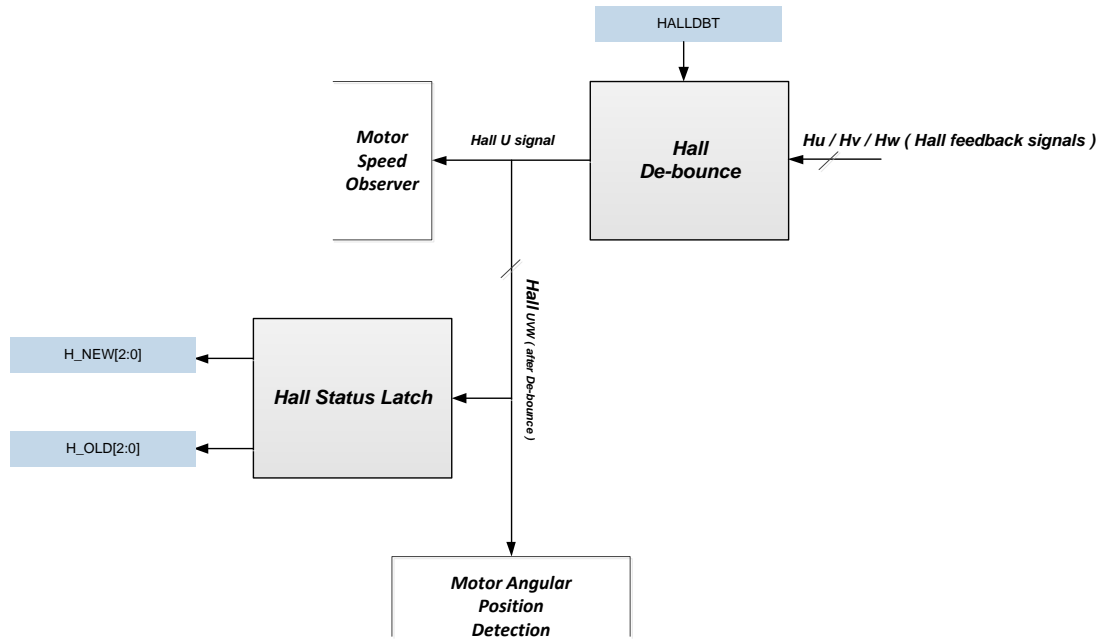 HALLDBT
Motor
Speed
Observer
Hall U signal
Hall
De-bounce
Hu / Hv / Hw ( Hall feedback signals )
Hall UVW ( after De-bounce )
H_NEW[2:0]
Hall Status Latch
H_OLD[2:0]
Motor Angular
Position
Detection